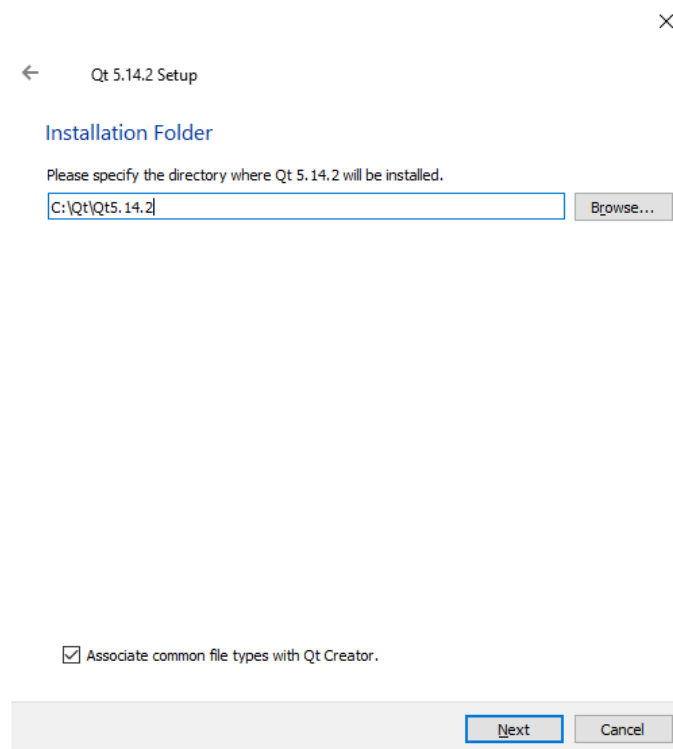 Qt 5.14.2 Setup
Installation Folder
Please specify the directory where Qt 5.14.2 will be installed.
C:\Qt\Qt5.14.2
Browse...
Associate common file types with Qt Creator.
Next
Cancel